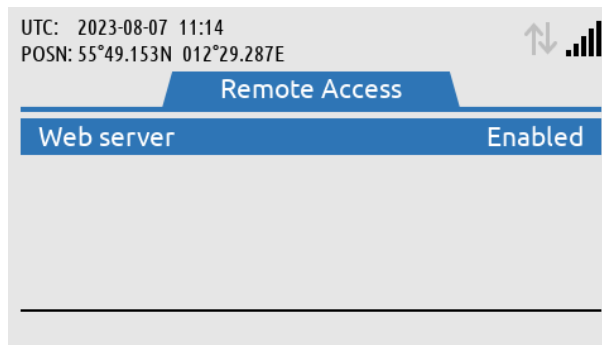 UTC: 2023-08-07 11:14
POSN: 55°49.153N 012°29.287E
Remote Access
Web server Enabled